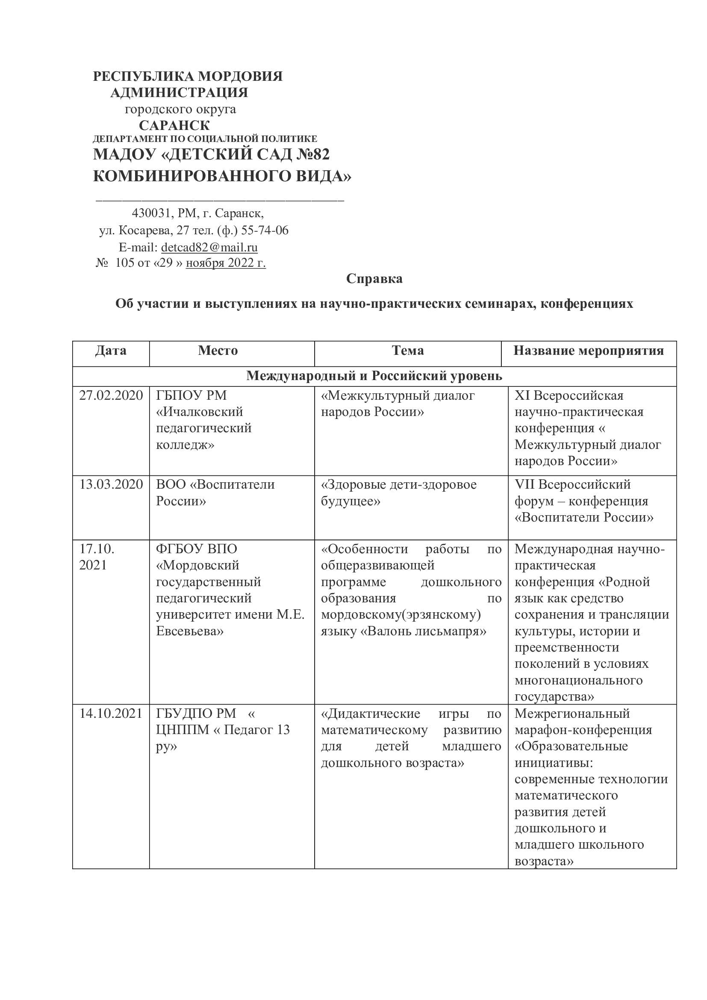 РЕСПУБЛИКА МОРДОВИЯ
АДМИНИСТРАЦИЯ
городского округа
САРАНСК
ДЕПАРТАМЕНТ ПО СОЦИАЛЬНОЙ ПОЛИТИКЕ
МАДОУ «ДЕТСКИЙ САД №82
КОМБИНИРОВАННОГО ВИДА»
______________________________________
430031, РМ, г. Саранск,
ул. Косарева, 27 тел. (ф.) 55-74-06
E-mail: detcad82@mail.ru
№ 105 от «29 » ноября 2022 г.
Справка
Об участии и выступлениях на научно-практических семинарах, конференциях
Дата
Место
Тема
Название мероприятия
Международный и Российский уровень
27.02.2020
ГБПОУ РМ
«Ичалковский
педагогический
колледж»
«Межкультурный диалог
народов России»
XI Всероссийская
научно-практическая
конференция «
Межкультурный диалог
народов России»
13.03.2020
ВОО «Воспитатели
России»
«Здоровые дети-здоровое
будущее»
VII Всероссийский
форум – конференция
«Воспитатели России»
17.10.
2021
ФГБОУ ВПО
«Мордовский
государственный
педагогический
университет имени М.Е.
Евсевьева»
«Особенности работы по
общеразвивающей
программе дошкольного
образования по
мордовскому(эрзянскому)
языку «Валонь лисьмапря»
Международная научно-
практическая
конференция «Родной
язык как средство
сохранения и трансляции
культуры, истории и
преемственности
поколений в условиях
многонационального
государства»
14.10.2021
ГБУДПО РМ «
ЦНППМ « Педагог 13
ру»
«Дидактические игры по
математическому развитию
для детей младшего
дошкольного возраста»
Межрегиональный
марафон-конференция
«Образовательные
инициативы:
современные технологии
математического
развития детей
дошкольного и
младшего школьного
возраста»